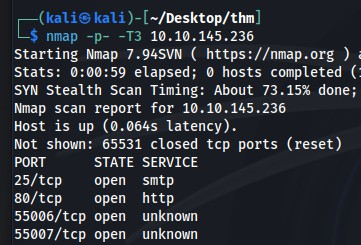 ┌──(kali㉿kali)-[~/Desktop/thm]
└─$ nmap -p- -T3 10.10.145.236
Starting Nmap 7.94SVN ( https://nmap.org ) a
Stats: 0:00:59 elapsed; 0 hosts completed (1
SYN Stealth Scan Timing: About 73.15% done;
Nmap scan report for 10.10.145.236
Host is up (0.064s latency).
Not shown: 65531 closed tcp ports (reset)
PORT      STATE SERVICE
25/tcp    open  smtp
80/tcp    open  http
55006/tcp open  unknown
55007/tcp open  unknown